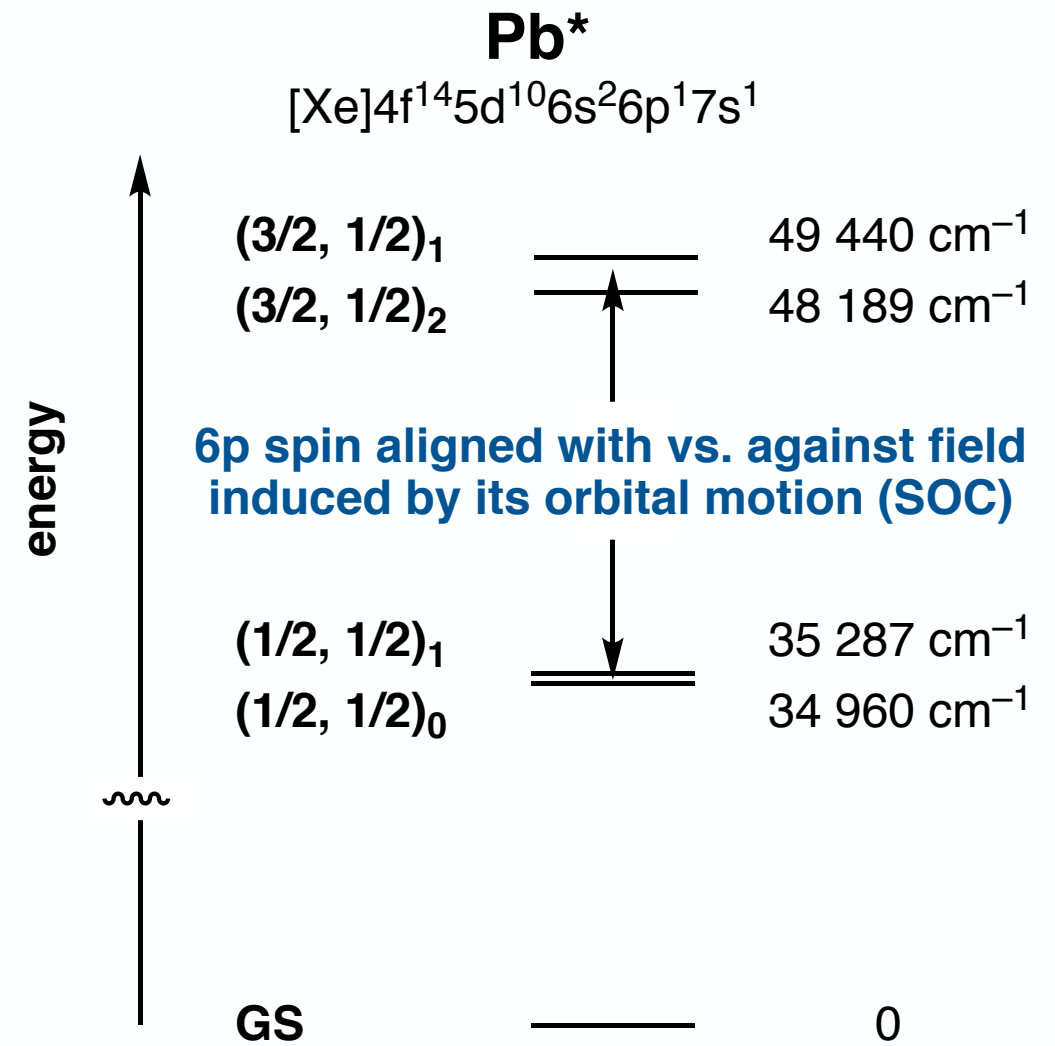 Pb*
[Xe]4f¹⁴5d¹⁰6s²6p¹7s¹
(3/2, 1/2)₁ 49 440 cm⁻¹
(3/2, 1/2)₂ 48 189 cm⁻¹
energy
6p spin aligned with vs. against field
induced by its orbital motion (SOC)
(1/2, 1/2)₁ 35 287 cm⁻¹
(1/2, 1/2)₀ 34 960 cm⁻¹
GS 0